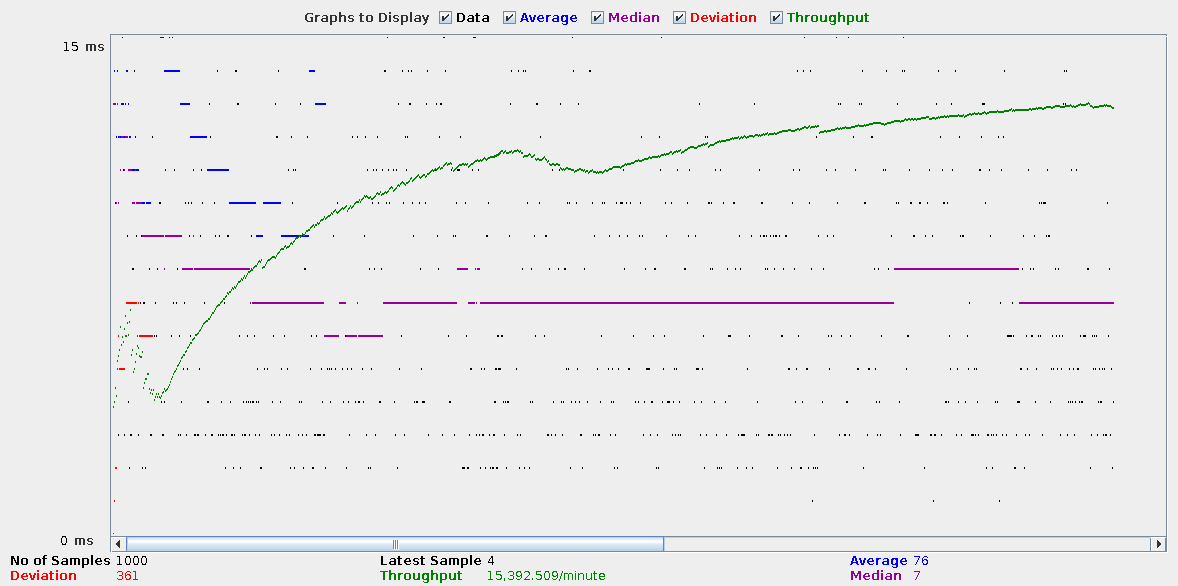 Graphs to Display Data Average Median Deviation Throughput
15 ms
0 ms
No of Samples 1000 Latest Sample 4 Average 76
Deviation 361 Throughput 15,392.509/minute Median 7